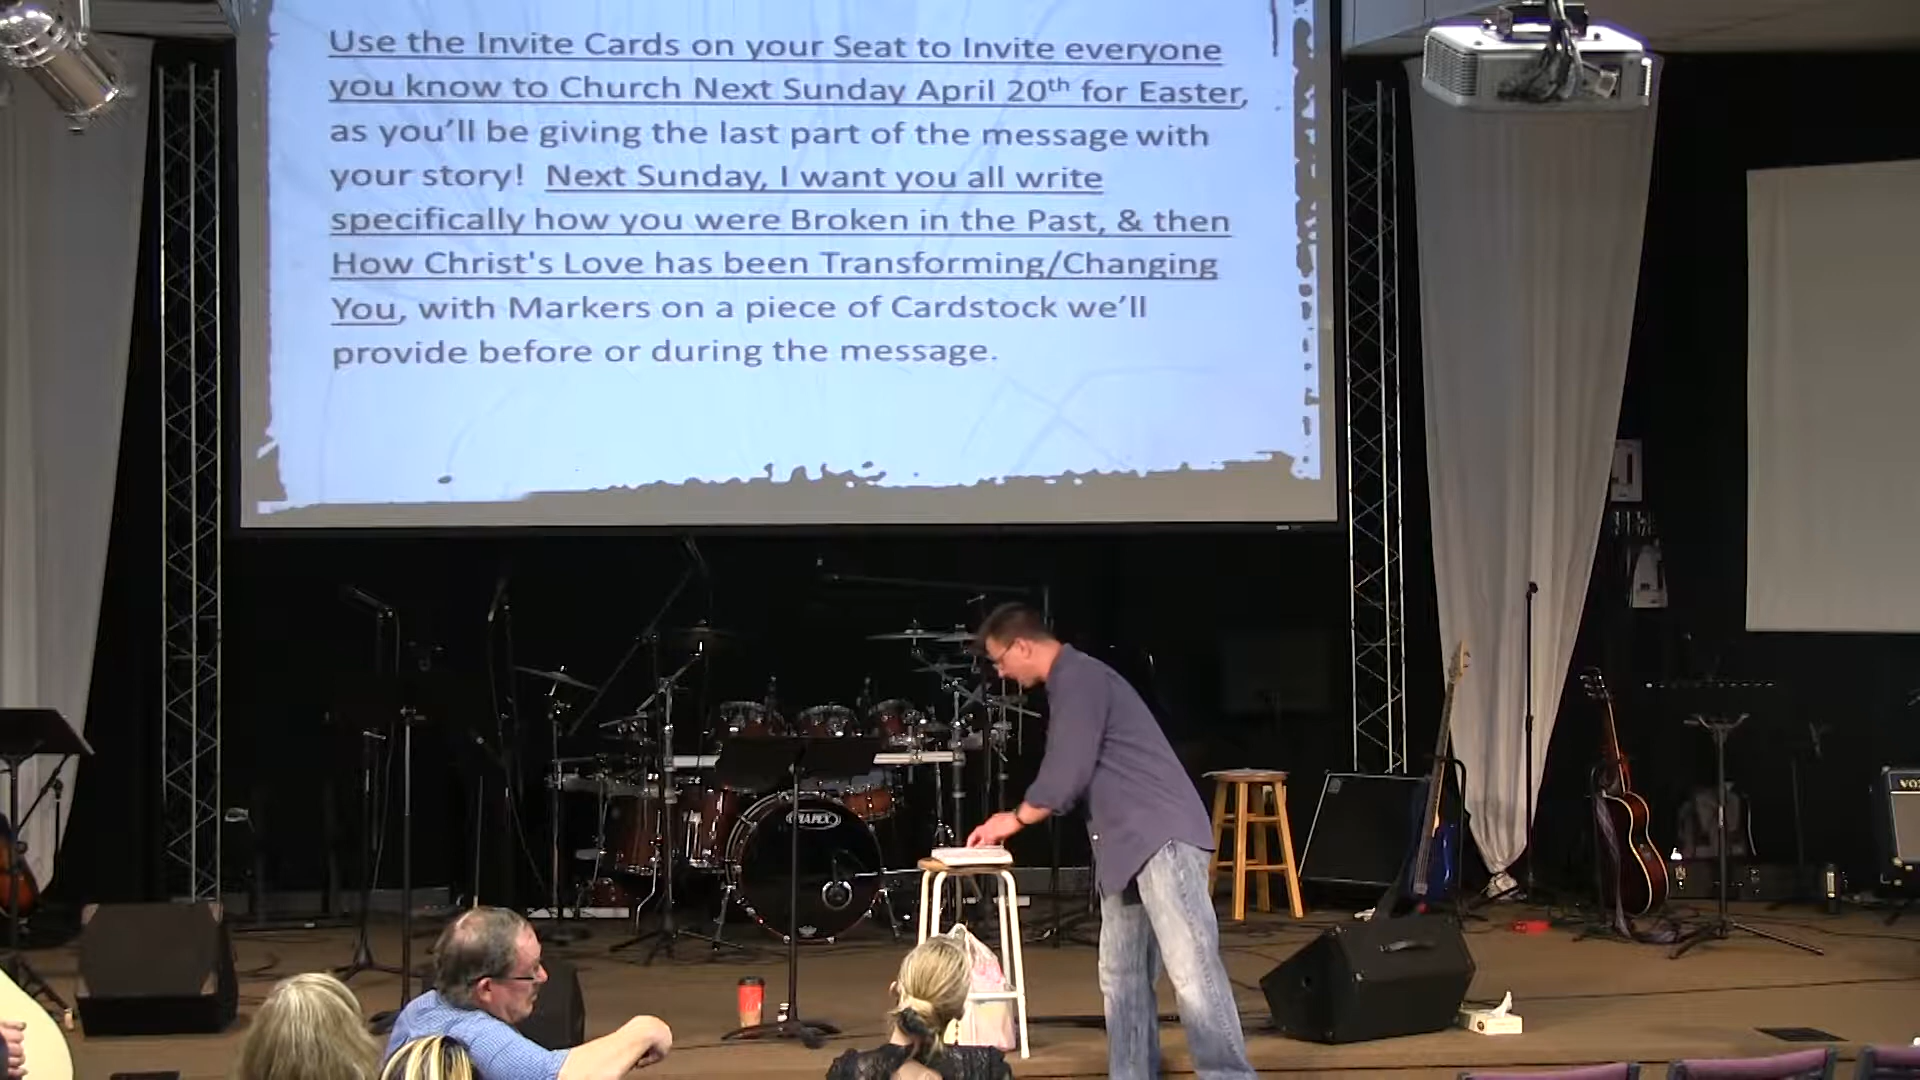 Use the Invite Cards on your Seat to Invite everyone
you know to Church Next Sunday April 20th for Easter,
as you'll be giving the last part of the message with
your story!  Next Sunday, I want you all write
specifically how you were Broken in the Past, & then
How Christ's Love has been Transforming/Changing
You, with Markers on a piece of Cardstock we'll
provide before or during the message.
MAPEX
VOX